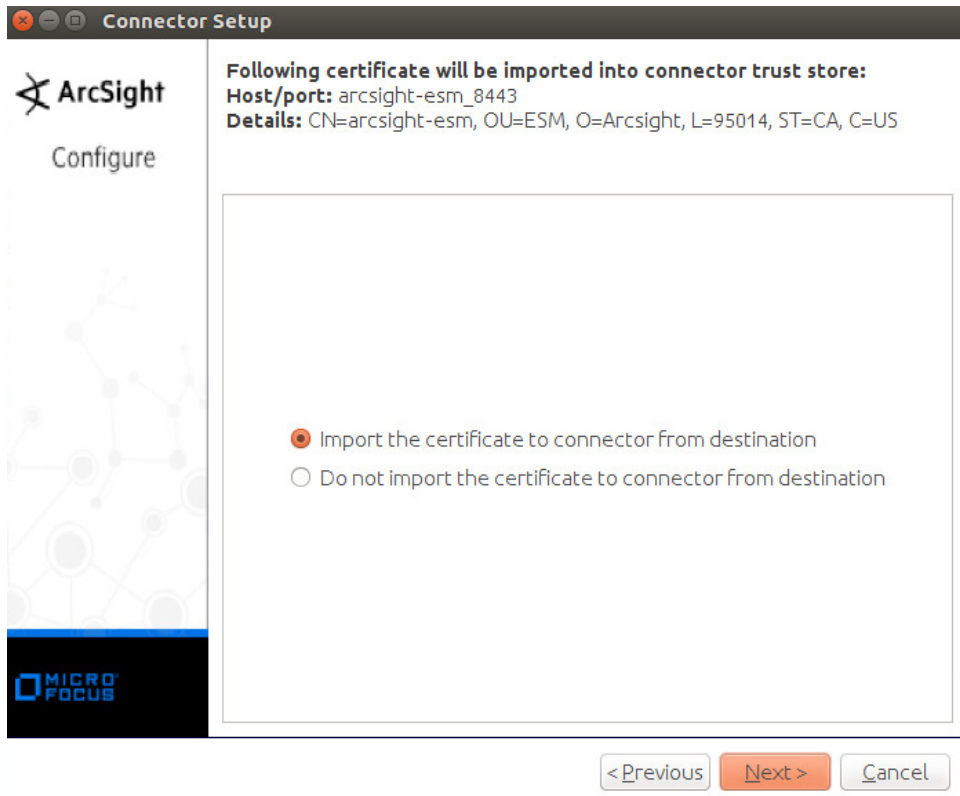 Connector Setup
ArcSight
Configure
Following certificate will be imported into connector trust store:
Host/port: arcsight-esm_8443
Details: CN=arcsight-esm, OU=ESM, O=Arcsight, L=95014, ST=CA, C=US
Import the certificate to connector from destination
Do not import the certificate to connector from destination
MICRO
FOCUS
< Previous
Next >
Cancel